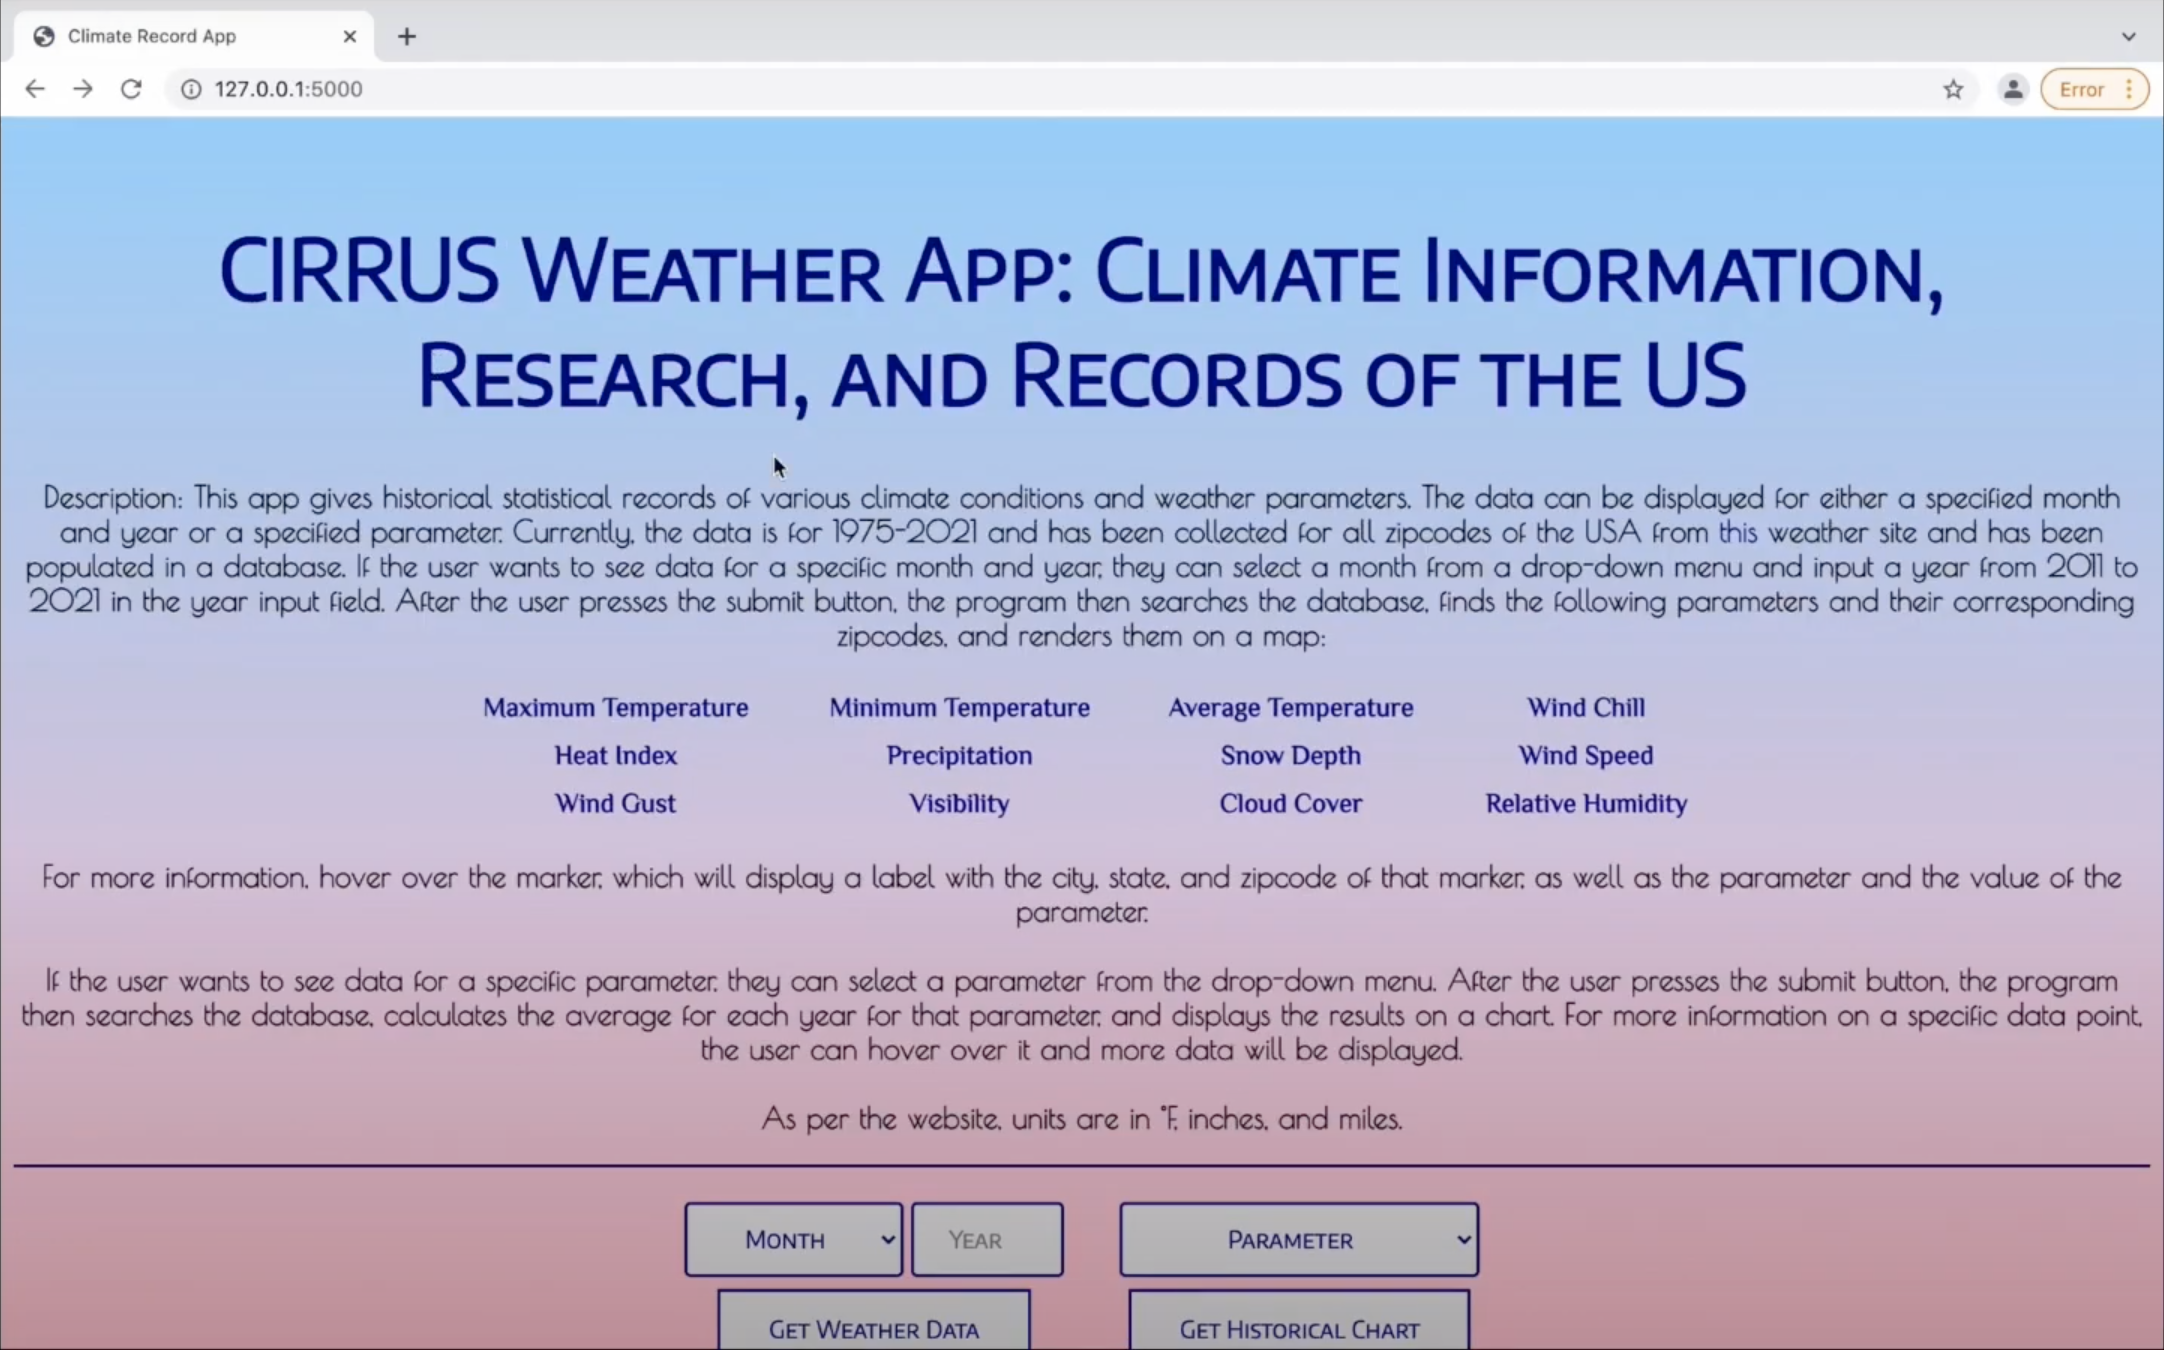 Climate Record App
127.0.0.1:5000
Error
CIRRUS Weather App: Climate Information,
Research, and Records of the US
Description: This app gives historical statistical records of various climate conditions and weather parameters. The data can be displayed for either a specified month
and year or a specified parameter. Currently, the data is for 1975-2021 and has been collected for all zipcodes of the USA from this weather site and has been
populated in a database. If the user wants to see data for a specific month and year, they can select a month from a drop-down menu and input a year from 2011 to
2021 in the year input field. After the user presses the submit button, the program then searches the database, finds the following parameters and their corresponding
zipcodes, and renders them on a map:
Maximum Temperature Minimum Temperature Average Temperature Wind Chill
Heat Index Precipitation Snow Depth Wind Speed
Wind Gust Visibility Cloud Cover Relative Humidity
For more information, hover over the marker, which will display a label with the city, state, and zipcode of that marker, as well as the parameter and the value of the
parameter.
If the user wants to see data for a specific parameter, they can select a parameter from the drop-down menu. After the user presses the submit button, the program
then searches the database, calculates the average for each year for that parameter, and displays the results on a chart. For more information on a specific data point,
the user can hover over it and more data will be displayed.
As per the website, units are in °F, inches, and miles.
Month Year Parameter
Get Weather Data Get Historical Chart